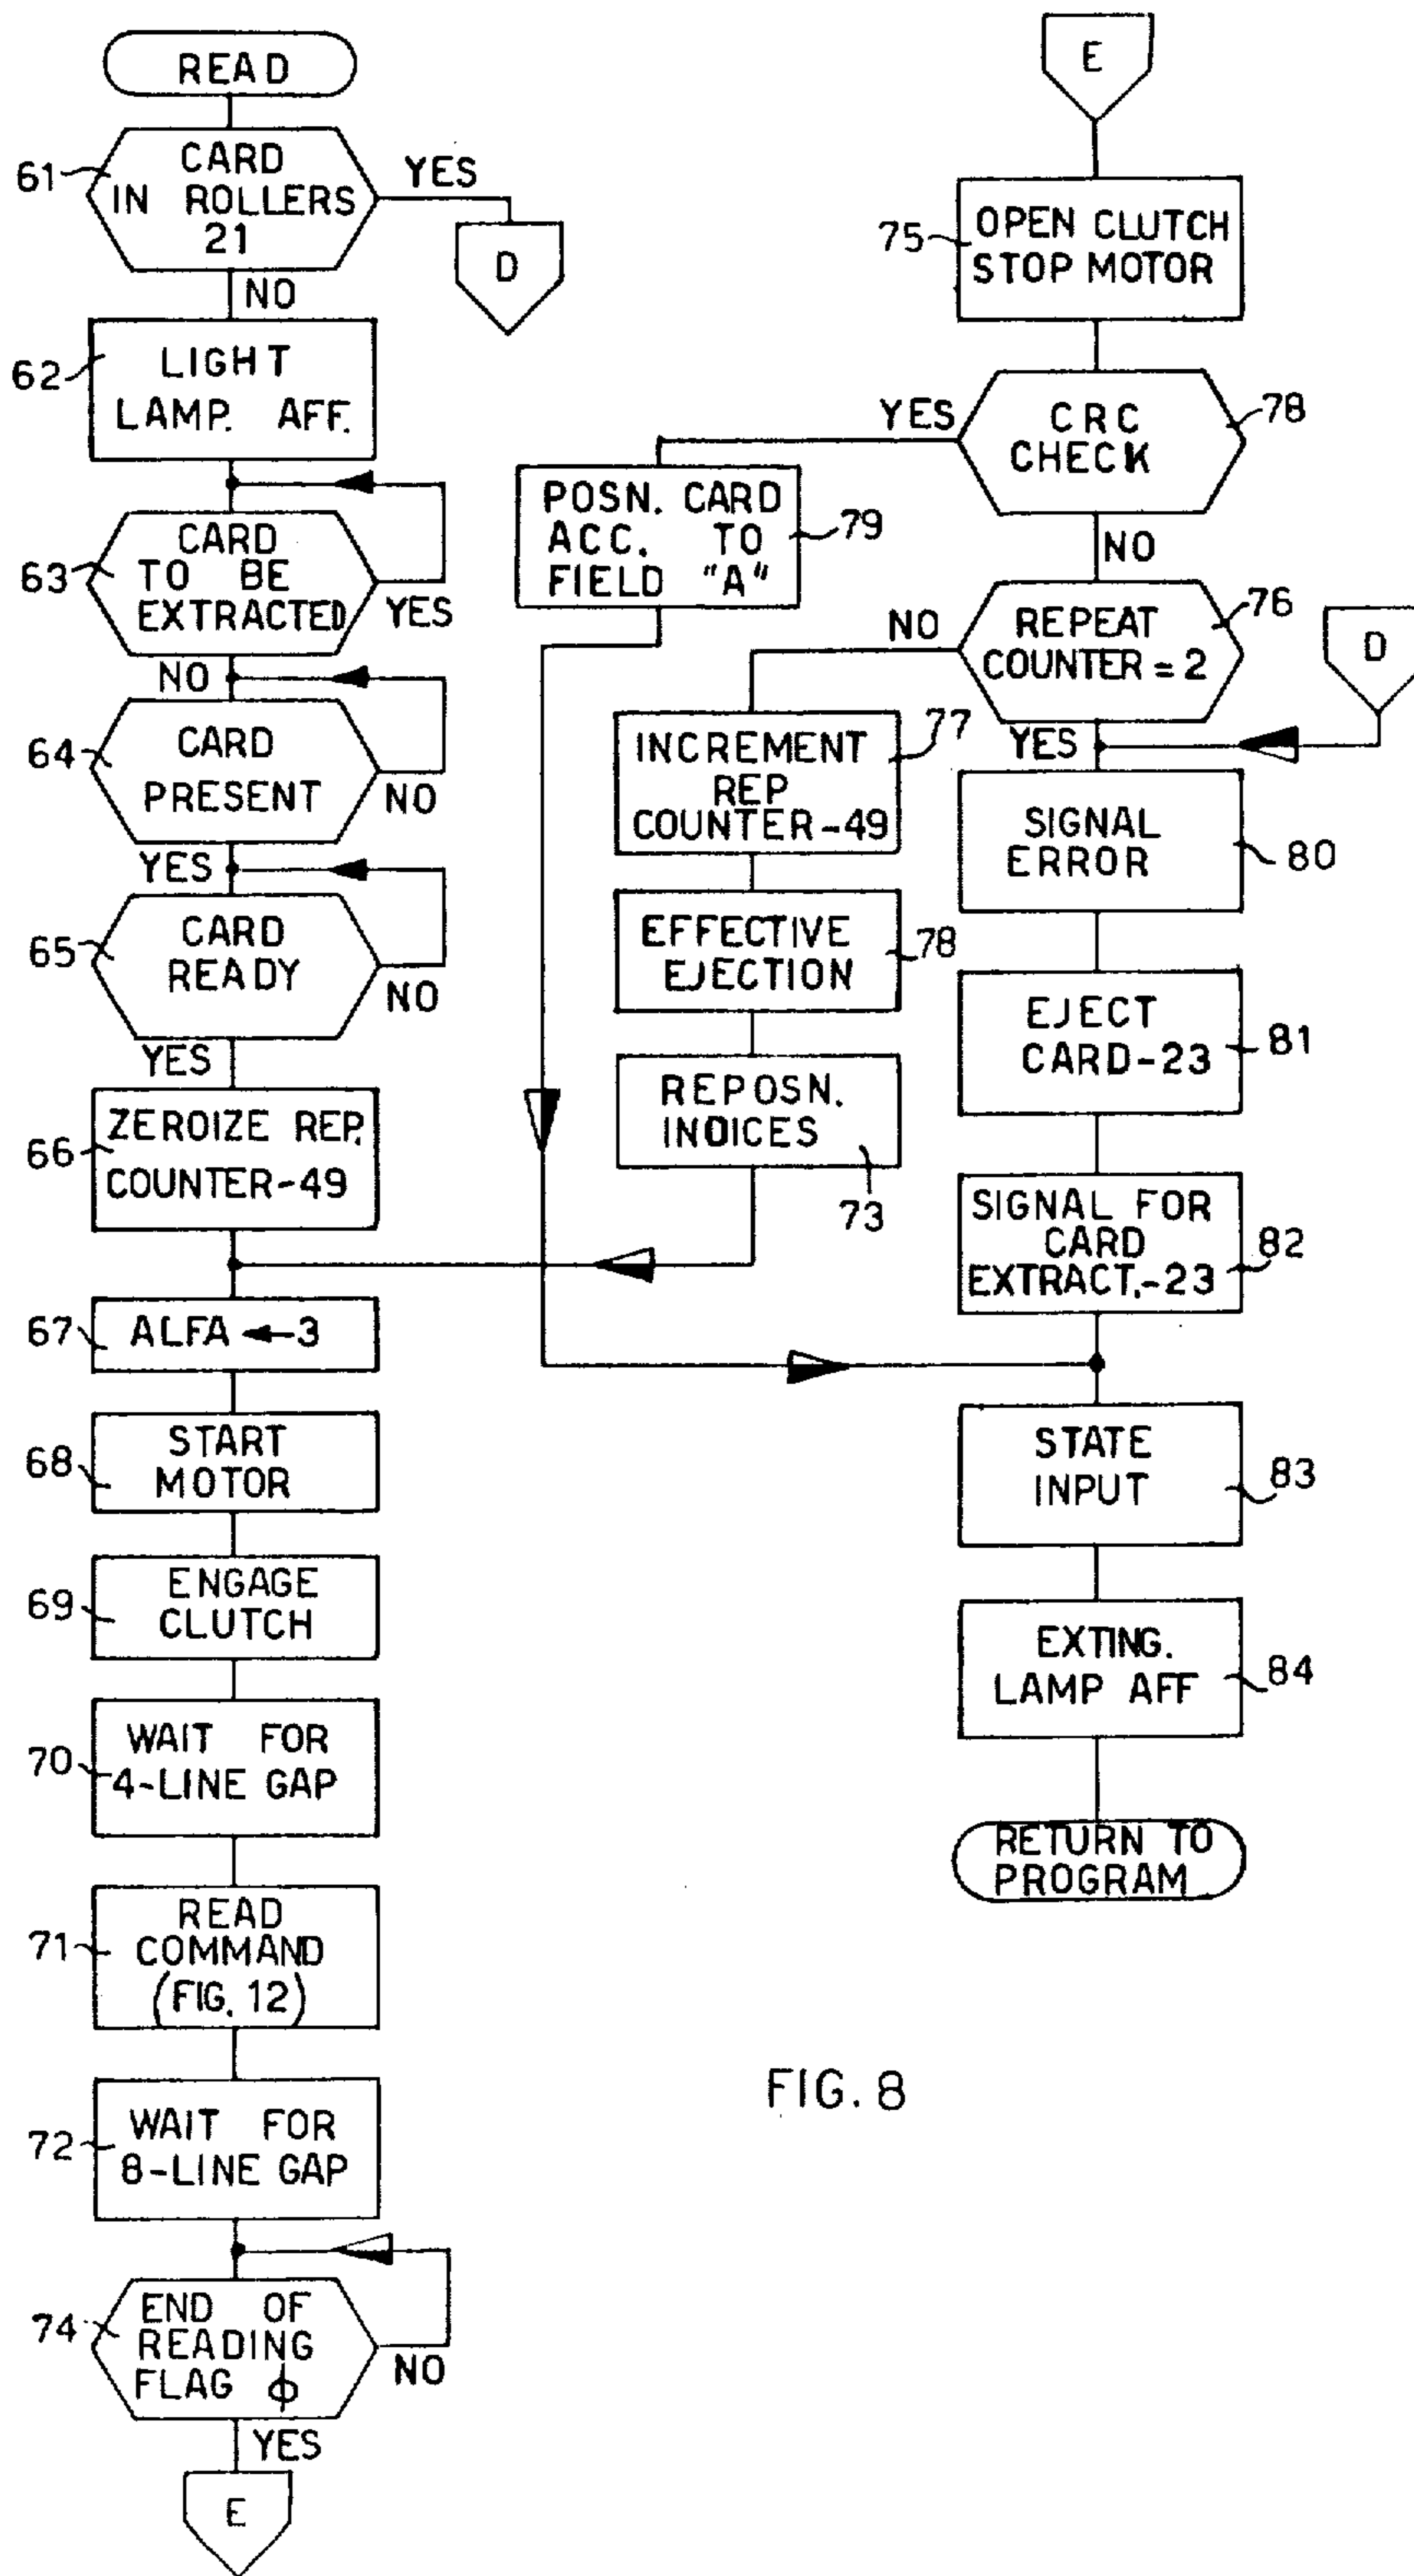 READ
61
CARD
IN ROLLERS
21
YES
D
NO
62
LIGHT
LAMP. AFF.
63
CARD
TO BE
EXTRACTED
YES
NO
64
CARD
PRESENT
NO
YES
65
CARD
READY
NO
YES
66
ZEROIZE REP.
COUNTER-49
67
ALFA ←3
68
START
MOTOR
69
ENGAGE
CLUTCH
70
WAIT FOR
4-LINE GAP
71
READ
COMMAND
(FIG. 12)
72
WAIT FOR
8-LINE GAP
74
END OF
READING
FLAG ϕ
NO
YES
E
E
75
OPEN CLUTCH
STOP MOTOR
YES
CRC
CHECK
78
NO
POSN. CARD
ACC. TO
FIELD "A"
79
NO
REPEAT
COUNTER = 2
76
D
YES
INCREMENT
REP
COUNTER-49
77
EFFECTIVE
EJECTION
78
REPOSN.
INDICES
73
SIGNAL
ERROR
80
EJECT
CARD-23
81
SIGNAL FOR
CARD
EXTRACT.-23
82
STATE
INPUT
83
EXTING.
LAMP AFF
84
RETURN TO
PROGRAM
FIG. 8